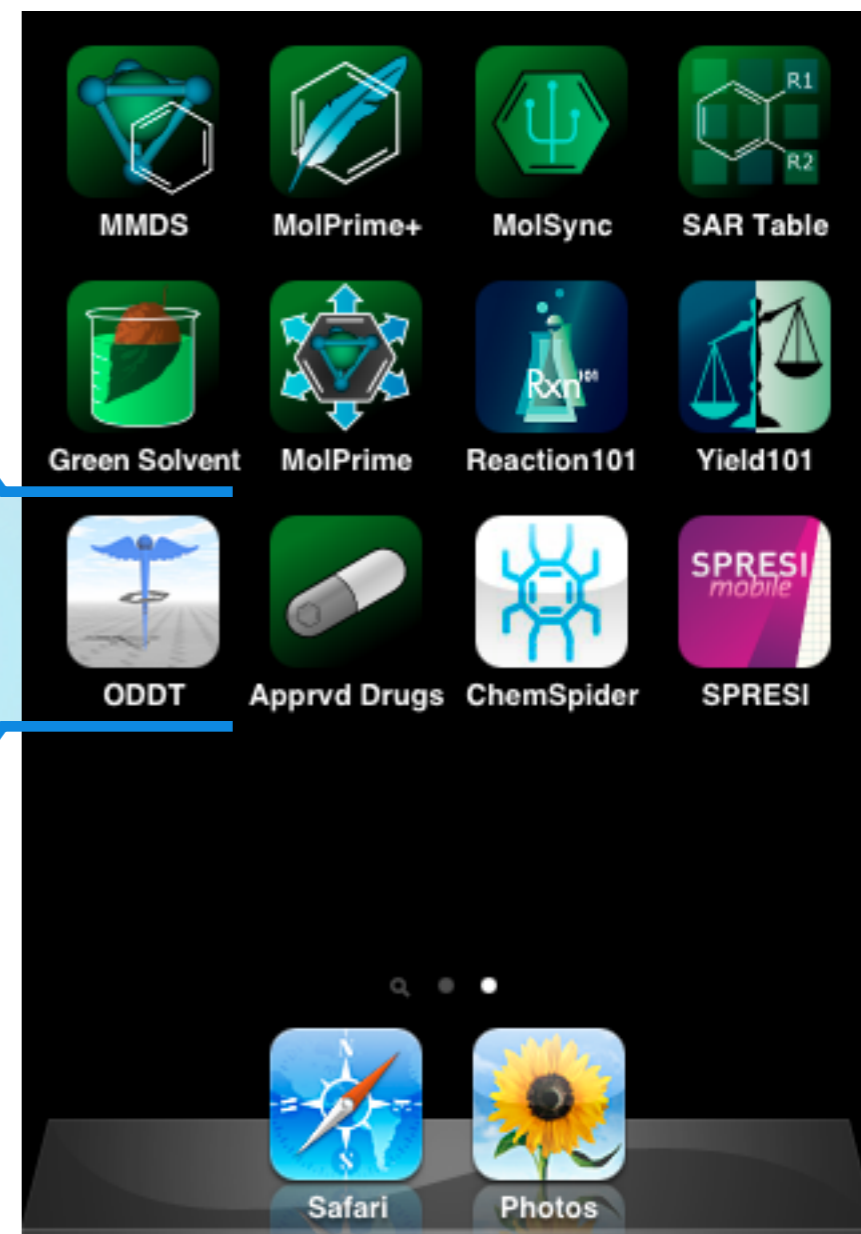 R1
R2
MMDS MolPrime+ MolSync SAR Table
Rxn101
Green Solvent MolPrime Reaction101 Yield101
SPRESI
mobile
ODDT Apprvd Drugs ChemSpider SPRESI
N
S
Safari Photos